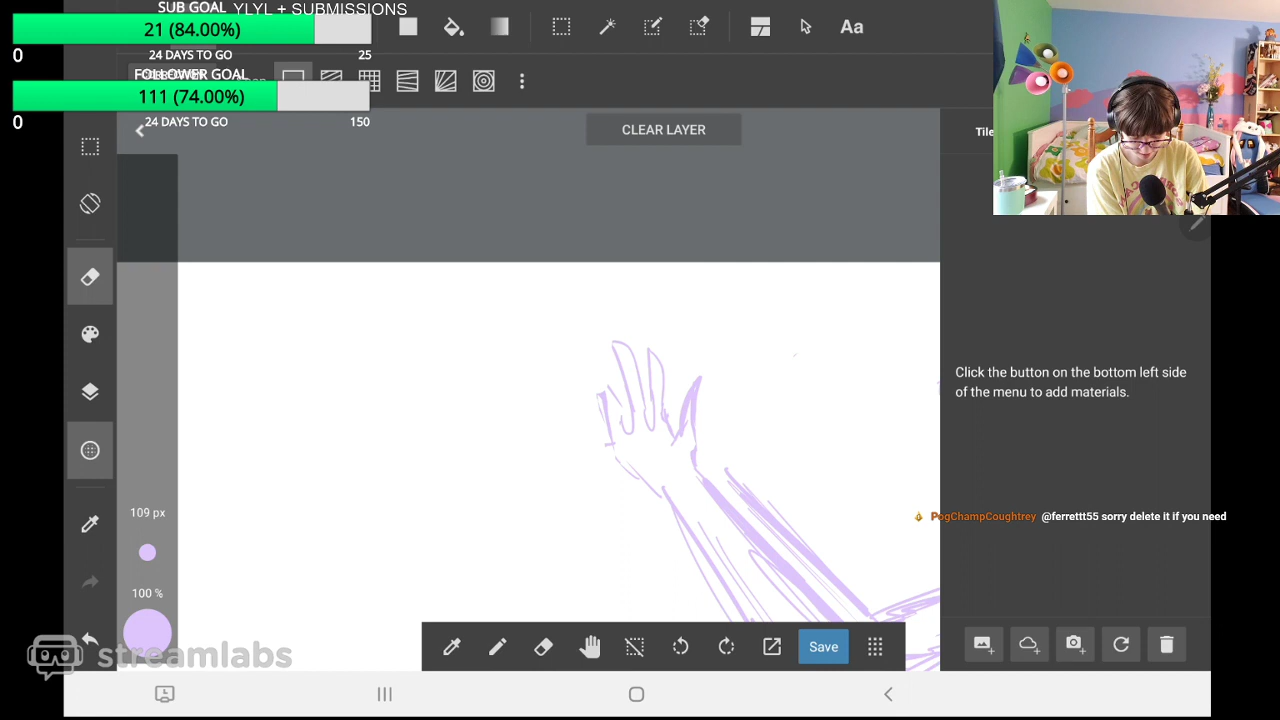 SUB GOAL
YLYL + SUBMISSIONS
21 (84.00%)
0
24 DAYS TO GO
25
FOLLOWER GOAL
111 (74.00%)
0
24 DAYS TO GO
150
Aa
CLEAR LAYER
Tile
Click the button on the bottom left side
of the menu to add materials.
PogChampCoughtrey @ferrettt55 sorry delete it if you need
109 px
100 %
Save
streamlabs